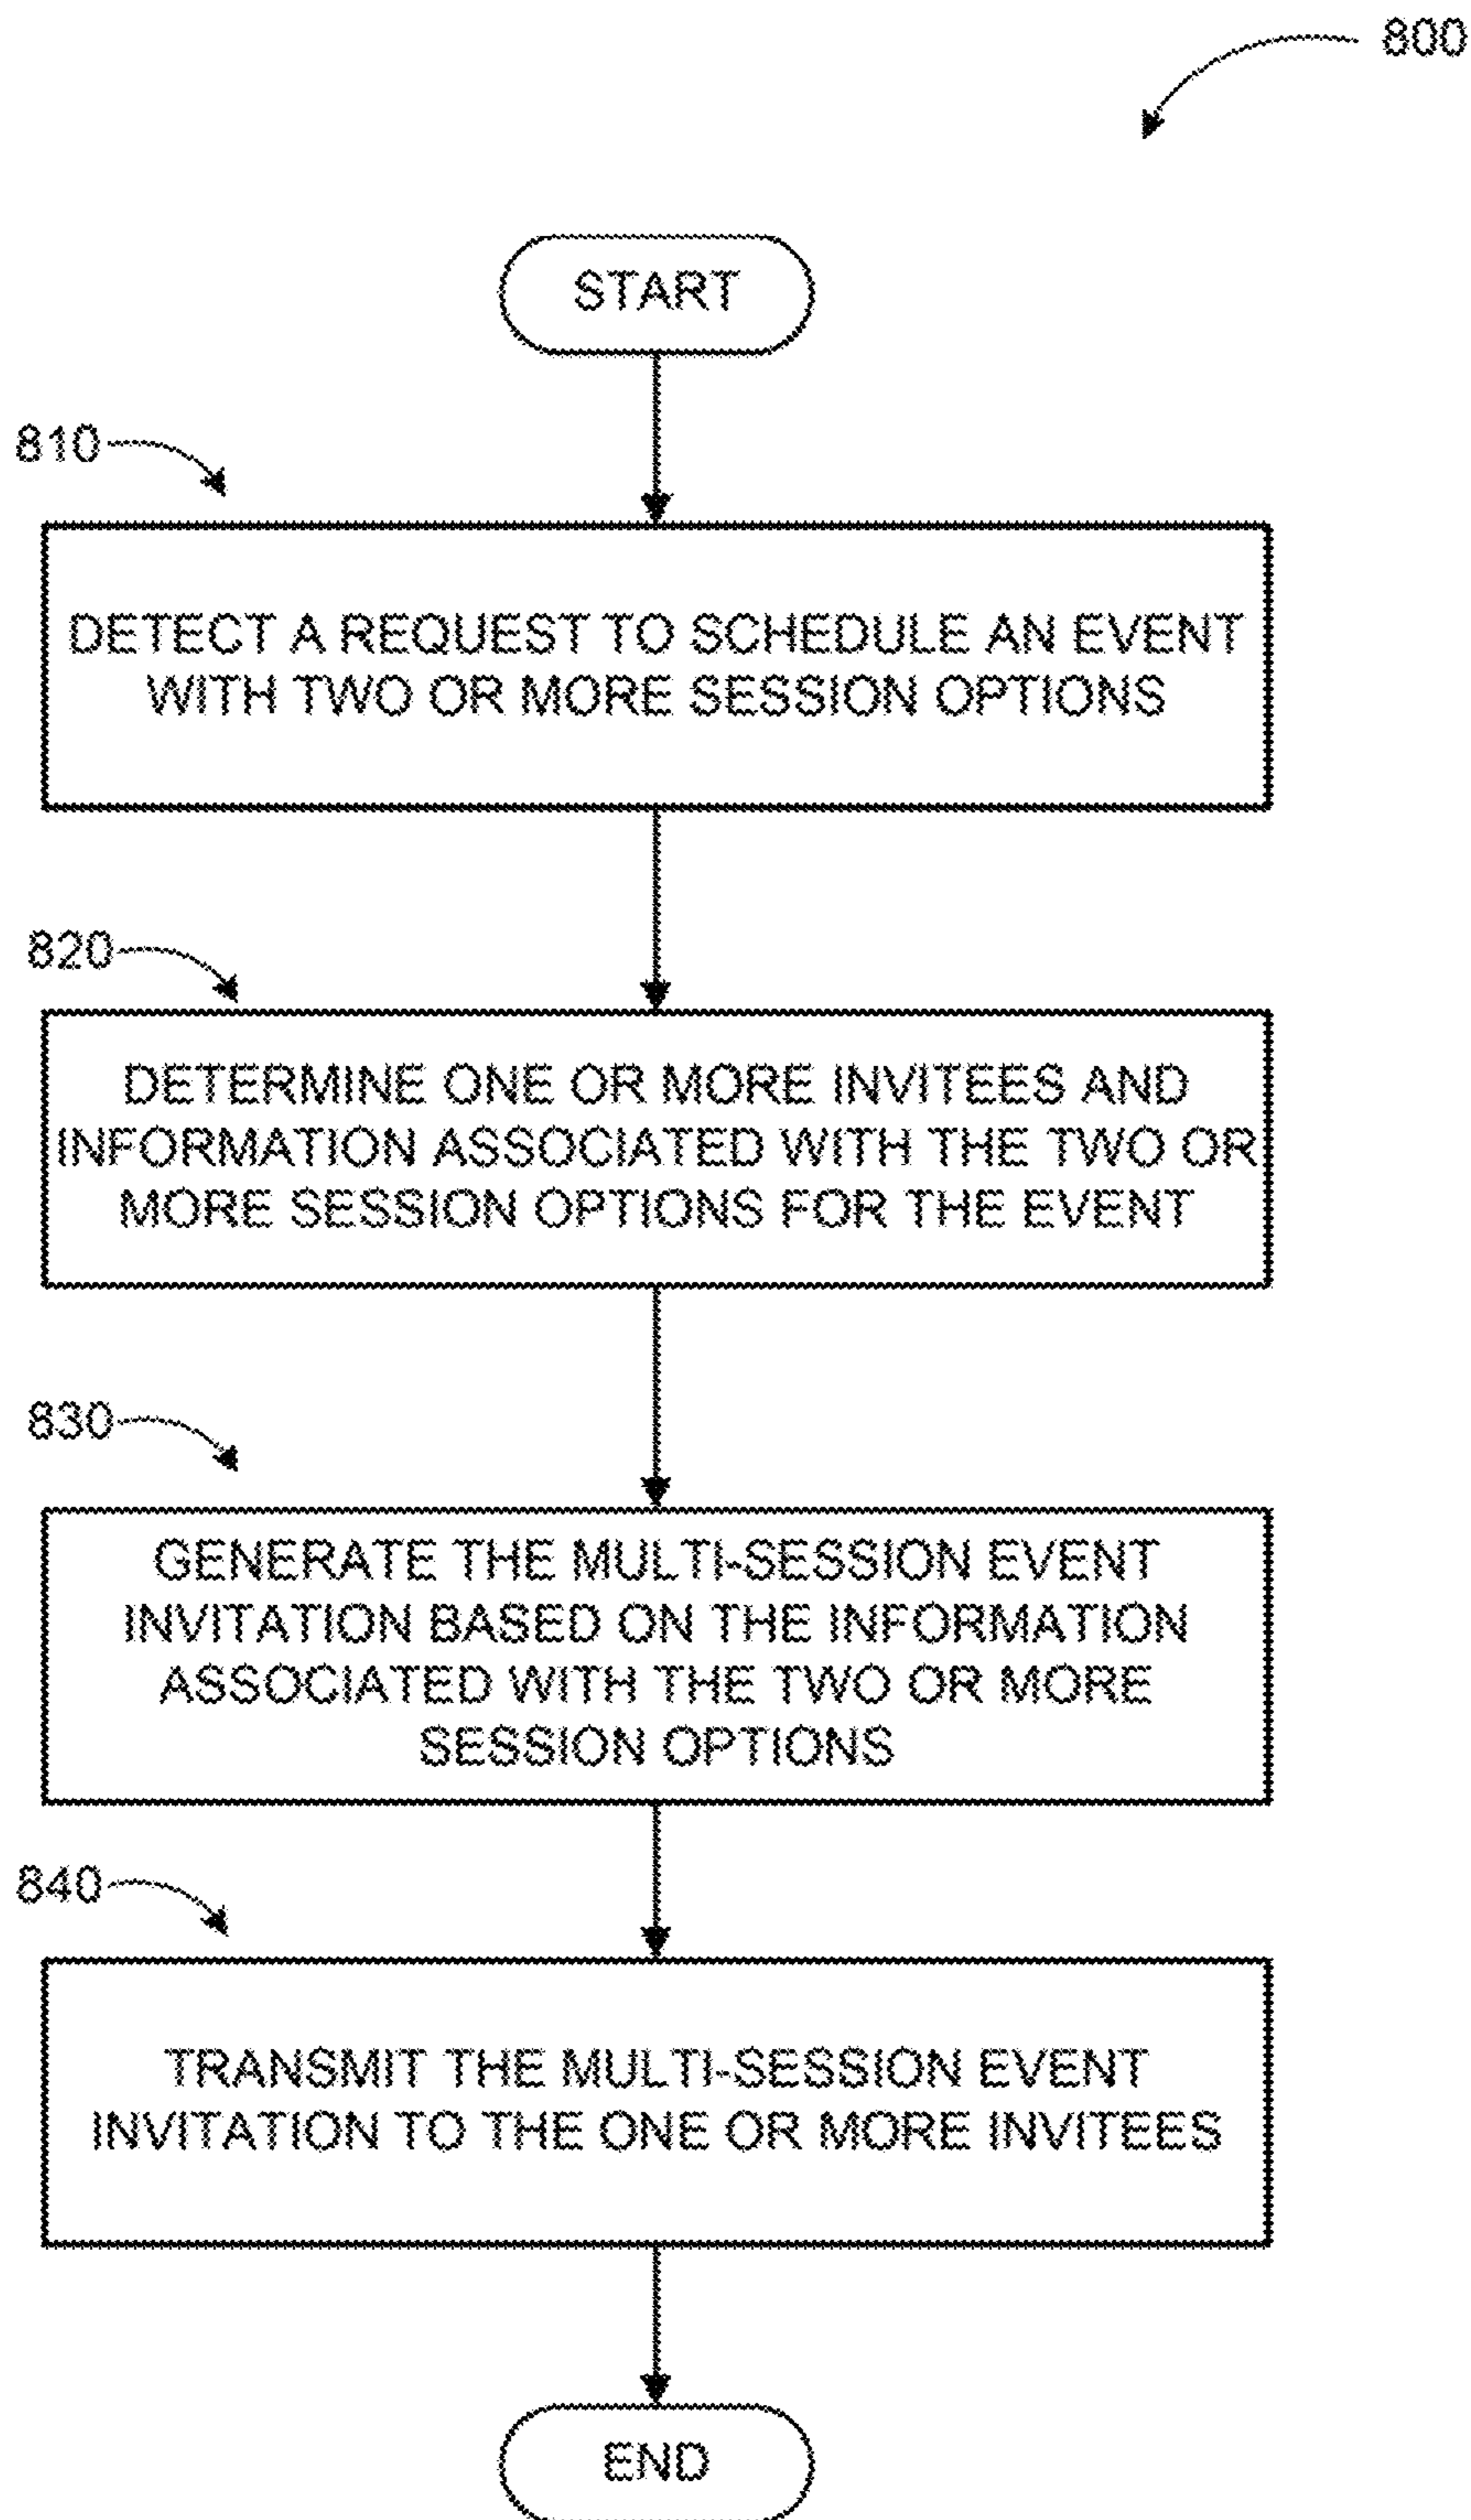 800
START
810
DETECT A REQUEST TO SCHEDULE AN EVENT
WITH TWO OR MORE SESSION OPTIONS
820
DETERMINE ONE OR MORE INVITEES AND
INFORMATION ASSOCIATED WITH THE TWO OR
MORE SESSION OPTIONS FOR THE EVENT
830
GENERATE THE MULTI-SESSION EVENT
INVITATION BASED ON THE INFORMATION
ASSOCIATED WITH THE TWO OR MORE
SESSION OPTIONS
840
TRANSMIT THE MULTI-SESSION EVENT
INVITATION TO THE ONE OR MORE INVITEES
END